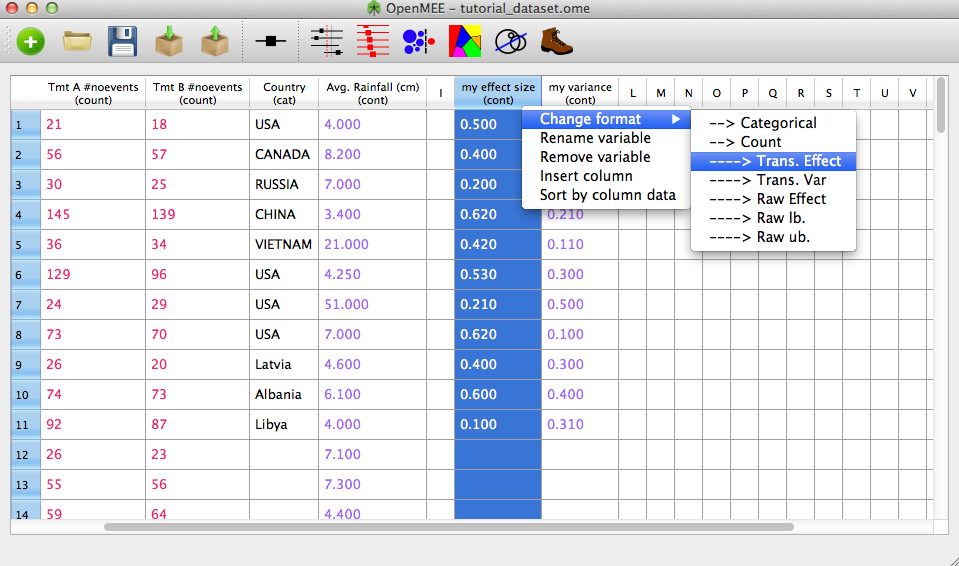 OpenMEE - tutorial_dataset.ome
Tmt A #noevents (count) Tmt B #noevents (count) Country (cat) Avg. Rainfall (cm) (cont) I my effect size (cont) my variance (cont) L M N O P Q R S T U V
1 21 18 USA 4.000 0.500
2 56 57 CANADA 8.200 0.400
3 30 25 RUSSIA 7.000 0.200
4 145 139 CHINA 3.400 0.620 0.210
5 36 34 VIETNAM 21.000 0.420 0.110
6 129 96 USA 4.250 0.530 0.300
7 24 29 USA 51.000 0.210 0.500
8 73 70 USA 7.000 0.620 0.100
9 26 20 Latvia 4.600 0.400 0.300
10 74 73 Albania 6.100 0.600 0.400
11 92 87 Libya 4.000 0.100 0.310
12 26 23 7.100
13 55 56 7.300
14 59 64 4.400
Change format
Rename variable
Remove variable
Insert column
Sort by column data
--> Categorical
--> Count
----> Trans. Effect
----> Trans. Var
----> Raw Effect
----> Raw lb.
----> Raw ub.